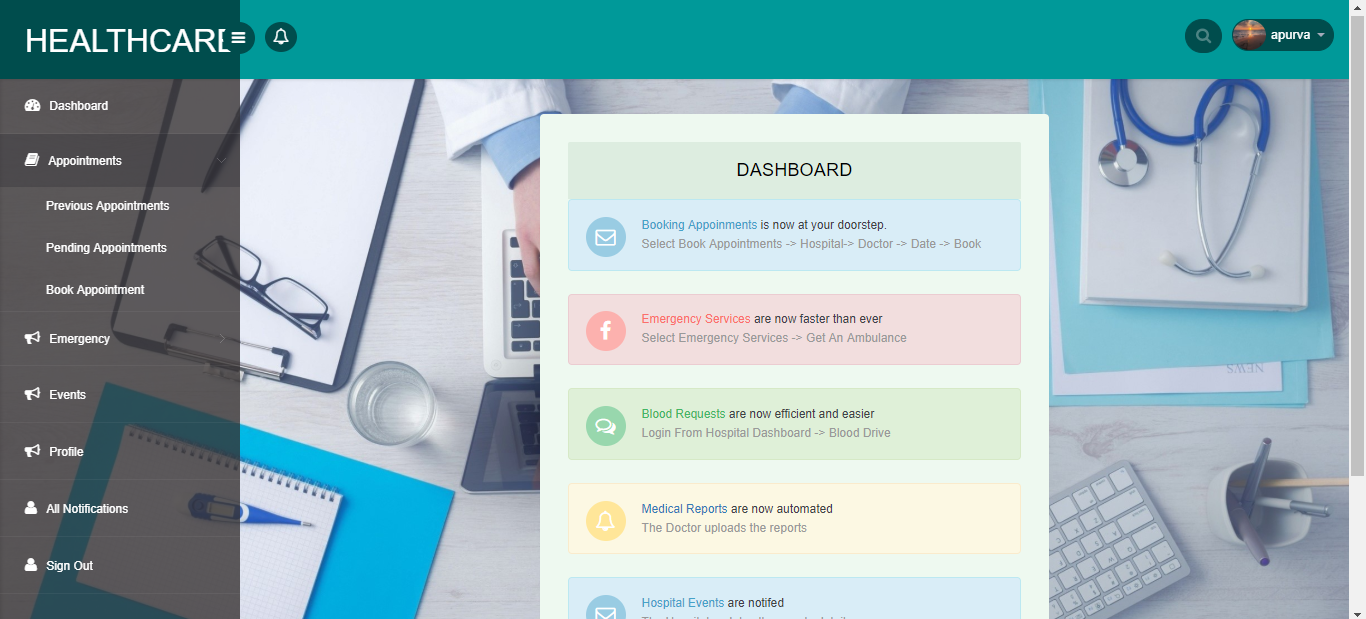 HEALTHCARE
apurva
Dashboard
Appointments
Previous Appointments
Pending Appointments
Book Appointment
Emergency
Events
Profile
All Notifications
Sign Out
DASHBOARD
Booking Appoinments is now at your doorstep.
Select Book Appointments -> Hospital-> Doctor -> Date -> Book
Emergency Services are now faster than ever
Select Emergency Services -> Get An Ambulance
Blood Requests are now efficient and easier
Login From Hospital Dashboard -> Blood Drive
Medical Reports are now automated
The Doctor uploads the reports
Hospital Events are notifed
NEWS